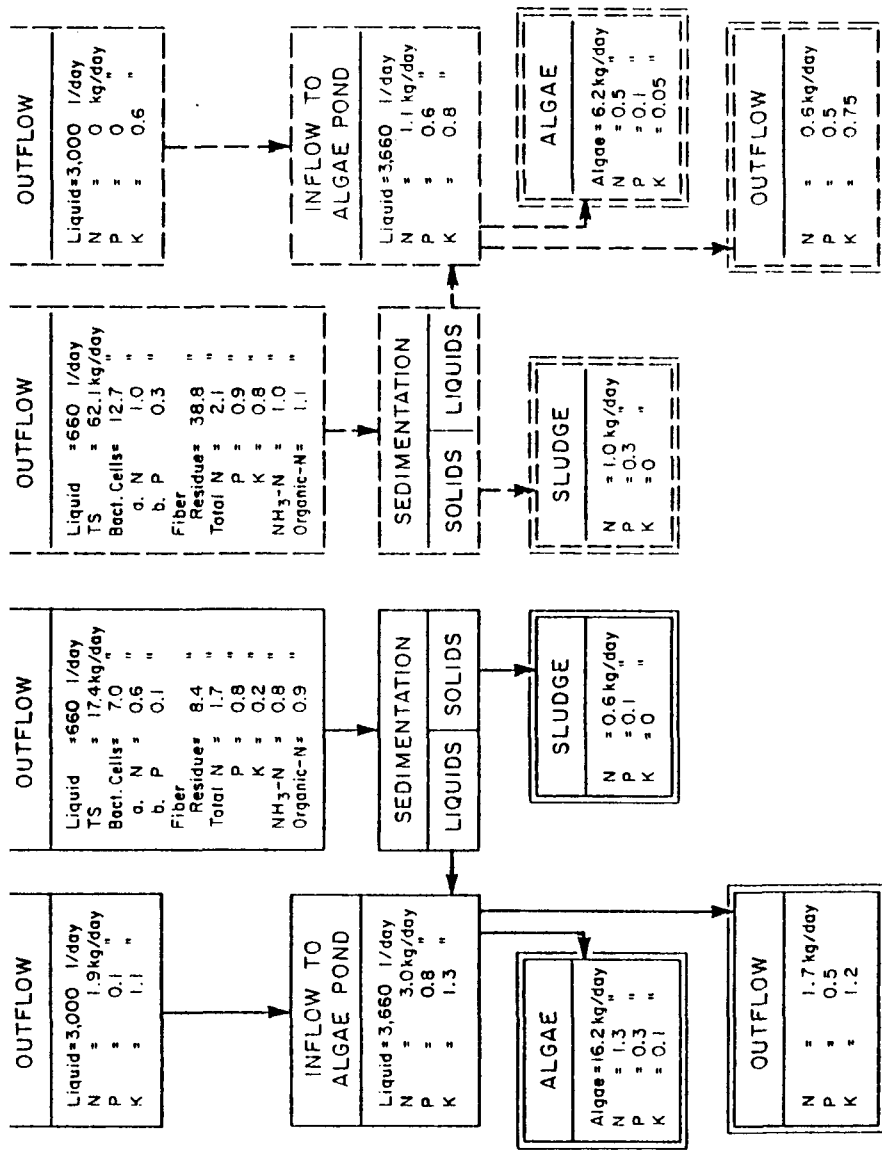 OUTFLOW
Liquid = 3,000 l/day
N = 1.9 kg/day
P = 0.1 "
K = 1.1 "
OUTFLOW
Liquid = 660 l/day
TS = 17.4 kg/day
Bact. Cells = 7.0 "
a. N = 0.6 "
b. P 0.1 "
Fiber
Residue = 8.4 "
Total N = 1.7 "
P = 0.8 "
K = 0.2 "
NH3-N = 0.8 "
Organic-N = 0.9 "
OUTFLOW
Liquid = 660 l/day
TS = 62.1 kg/day
Bact. Cells = 12.7 "
a. N 1.0 "
b. P 0.3 "
Fiber
Residue = 38.8 "
Total N = 2.1 "
P = 0.9 "
K = 0.8 "
NH3-N = 1.0 "
Organic-N = 1.1 "
OUTFLOW
Liquid = 3,000 l/day
N = 0 kg/day
P = 0 "
K = 0.6 "
INFLOW TO
ALGAE POND
Liquid = 3,660 l/day
N = 3.0 kg/day
P = 0.8 "
K = 1.3 "
SEDIMENTATION
LIQUIDS SOLIDS
SEDIMENTATION
SOLIDS LIQUIDS
INFLOW TO
ALGAE POND
Liquid = 3,660 l/day
N = 1.1 kg/day
P = 0.6 "
K = 0.8 "
ALGAE
Algae = 16.2 kg/day
N = 1.3 "
P = 0.3 "
K = 0.1 "
SLUDGE
N = 0.6 kg/day
P = 0.1 "
K = 0 "
SLUDGE
N = 1.0 kg/day
P = 0.3 "
K = 0 "
ALGAE
Algae = 6.2 kg/day
N = 0.5 "
P = 0.1 "
K = 0.05 "
OUTFLOW
N = 1.7 kg/day
P = 0.5
K = 1.2
OUTFLOW
N = 0.6 kg/day
P = 0.5
K = 0.75